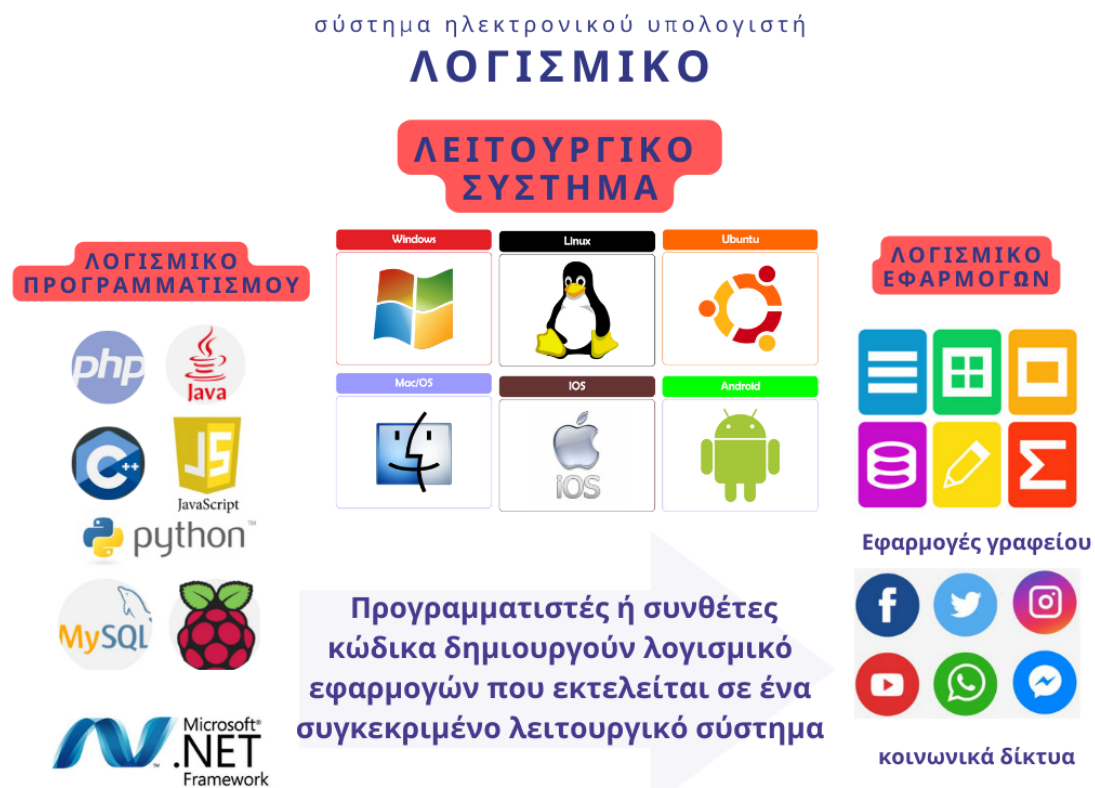 σύστημα ηλεκτρονικού υπολογιστή
ΛΟΓΙΣΜΙΚΟ
ΛΕΙΤΟΥΡΓΙΚΟ
ΣΥΣΤΗΜΑ
ΛΟΓΙΣΜΙΚΟ
ΠΡΟΓΡΑΜΜΑΤΙΣΜΟΥ
php
Java
C++
JS
JavaScript
python™
MySQL
Microsoft®
.NET™
Framework
Windows
Linux
Ubuntu
Mac/OS
IOS
Android
iOS
Προγραμματιστές ή συνθέτες
κώδικα δημιουργούν λογισμικό
εφαρμογών που εκτελείται σε ένα
συγκεκριμένο λειτουργικό σύστημα
ΛΟΓΙΣΜΙΚΟ
ΕΦΑΡΜΟΓΩΝ
Σ
Εφαρμογές γραφείου
f
κοινωνικά δίκτυα